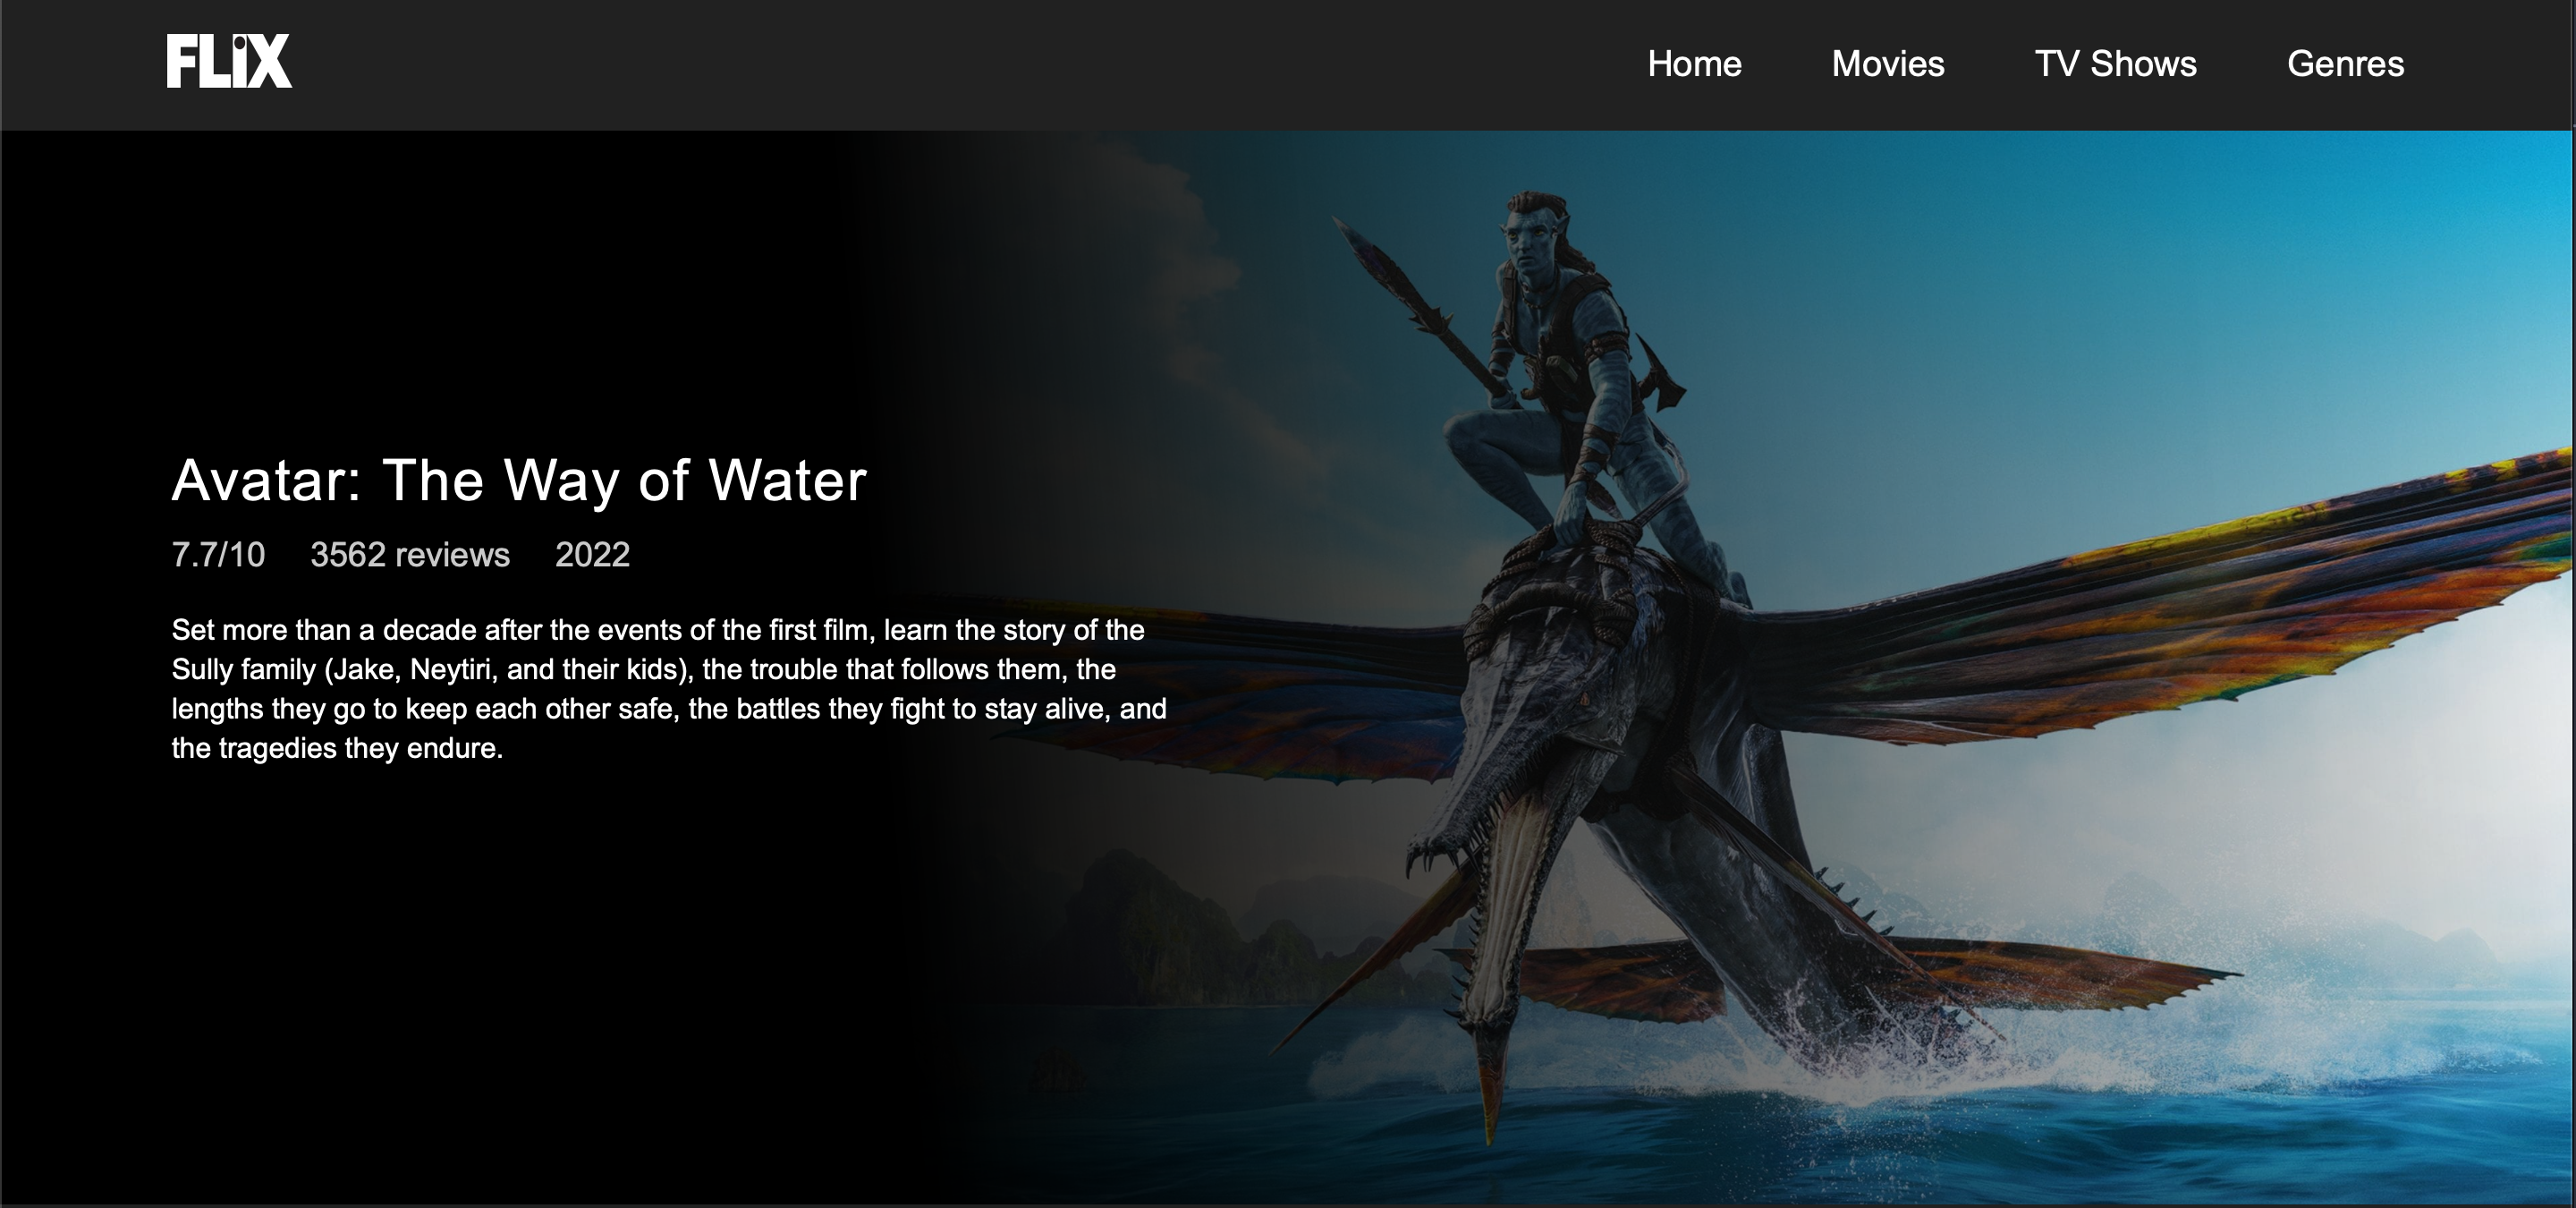 FLiX
Home Movies TV Shows Genres
Avatar: The Way of Water
7.7/10 3562 reviews 2022
Set more than a decade after the events of the first film, learn the story of the
Sully family (Jake, Neytiri, and their kids), the trouble that follows them, the
lengths they go to keep each other safe, the battles they fight to stay alive, and
the tragedies they endure.